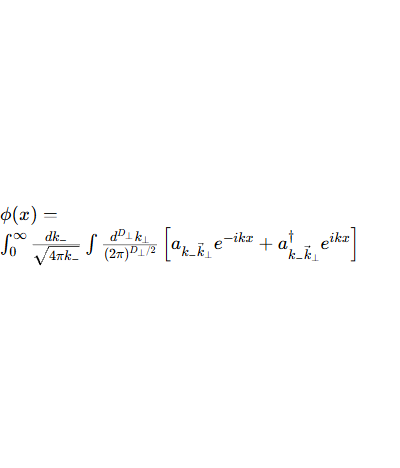 ϕ(x) =
∫₀^∞ dk₋/√(4πk₋) ∫ d^{D⊥}k⊥/(2π)^{D⊥/2} [a_{k₋k⃗⊥} e^{−ikx} + a†_{k₋k⃗⊥} e^{ikx}]